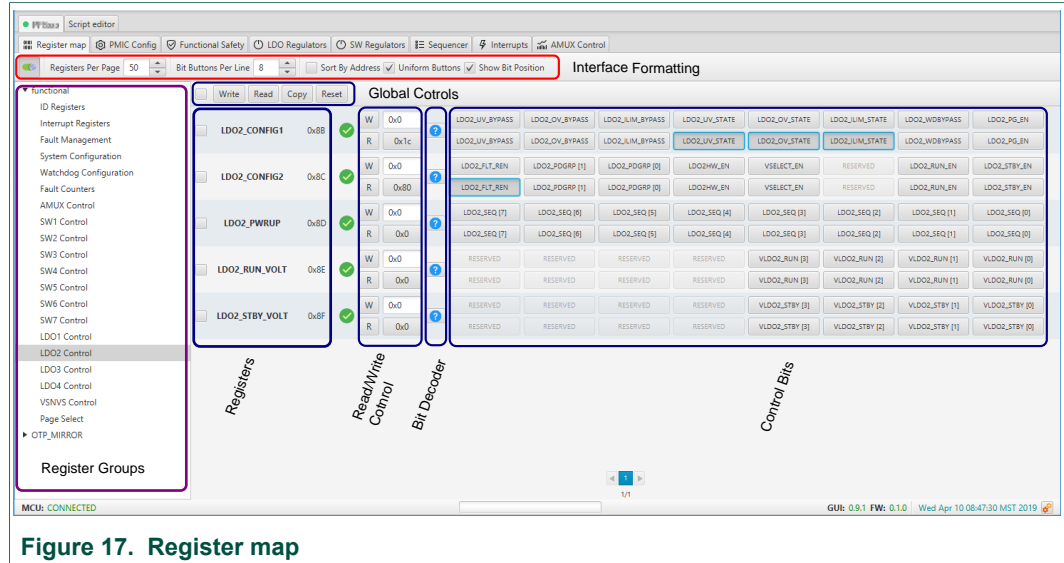 Script editor
Register map PMIC Config Functional Safety LDO Regulators SW Regulators Sequencer Interrupts AMUX Control
Registers Per Page 50 Bit Buttons Per Line 8 Sort By Address Uniform Buttons Show Bit Position Interface Formatting
functional
ID Registers
Interrupt Registers
Fault Management
System Configuration
Watchdog Configuration
Fault Counters
AMUX Control
SW1 Control
SW2 Control
SW3 Control
SW4 Control
SW5 Control
SW6 Control
SW7 Control
LDO1 Control
LDO2 Control
LDO3 Control
LDO4 Control
VSNVS Control
Page Select
OTP_MIRROR
Register Groups
Write Read Copy Reset Global Cotrols
LDO2_CONFIG1 0x8B
W 0x0 LDO2_UV_BYPASS LDO2_OV_BYPASS LDO2_ILIM_BYPASS LDO2_UV_STATE LDO2_OV_STATE LDO2_ILIM_STATE LDO2_WDBYPASS LDO2_PG_EN
R 0x1c ? LDO2_UV_BYPASS LDO2_OV_BYPASS LDO2_ILIM_BYPASS LDO2_UV_STATE LDO2_OV_STATE LDO2_ILIM_STATE LDO2_WDBYPASS LDO2_PG_EN
LDO2_CONFIG2 0x8C
W 0x0 LDO2_FLT_REN LDO2_PDGRP [1] LDO2_PDGRP [0] LDO2HW_EN VSELECT_EN RESERVED LDO2_RUN_EN LDO2_STBY_EN
R 0x80 ? LDO2_FLT_REN LDO2_PDGRP [1] LDO2_PDGRP [0] LDO2HW_EN VSELECT_EN RESERVED LDO2_RUN_EN LDO2_STBY_EN
LDO2_PWRUP 0x8D
W 0x0 LDO2_SEQ [7] LDO2_SEQ [6] LDO2_SEQ [5] LDO2_SEQ [4] LDO2_SEQ [3] LDO2_SEQ [2] LDO2_SEQ [1] LDO2_SEQ [0]
R 0x0 ? LDO2_SEQ [7] LDO2_SEQ [6] LDO2_SEQ [5] LDO2_SEQ [4] LDO2_SEQ [3] LDO2_SEQ [2] LDO2_SEQ [1] LDO2_SEQ [0]
LDO2_RUN_VOLT 0x8E
W 0x0 RESERVED RESERVED RESERVED RESERVED VLDO2_RUN [3] VLDO2_RUN [2] VLDO2_RUN [1] VLDO2_RUN [0]
R 0x0 ? RESERVED RESERVED RESERVED RESERVED VLDO2_RUN [3] VLDO2_RUN [2] VLDO2_RUN [1] VLDO2_RUN [0]
LDO2_STBY_VOLT 0x8F
W 0x0 RESERVED RESERVED RESERVED RESERVED VLDO2_STBY [3] VLDO2_STBY [2] VLDO2_STBY [1] VLDO2_STBY [0]
R 0x0 ? RESERVED RESERVED RESERVED RESERVED VLDO2_STBY [3] VLDO2_STBY [2] VLDO2_STBY [1] VLDO2_STBY [0]
Registers
Read/Write
Cotnrol
Bit Decoder
Control Bits
1
1/1
MCU: CONNECTED GUI: 0.9.1 FW: 0.1.0 Wed Apr 10 08:47:30 MST 2019
Figure 17. Register map